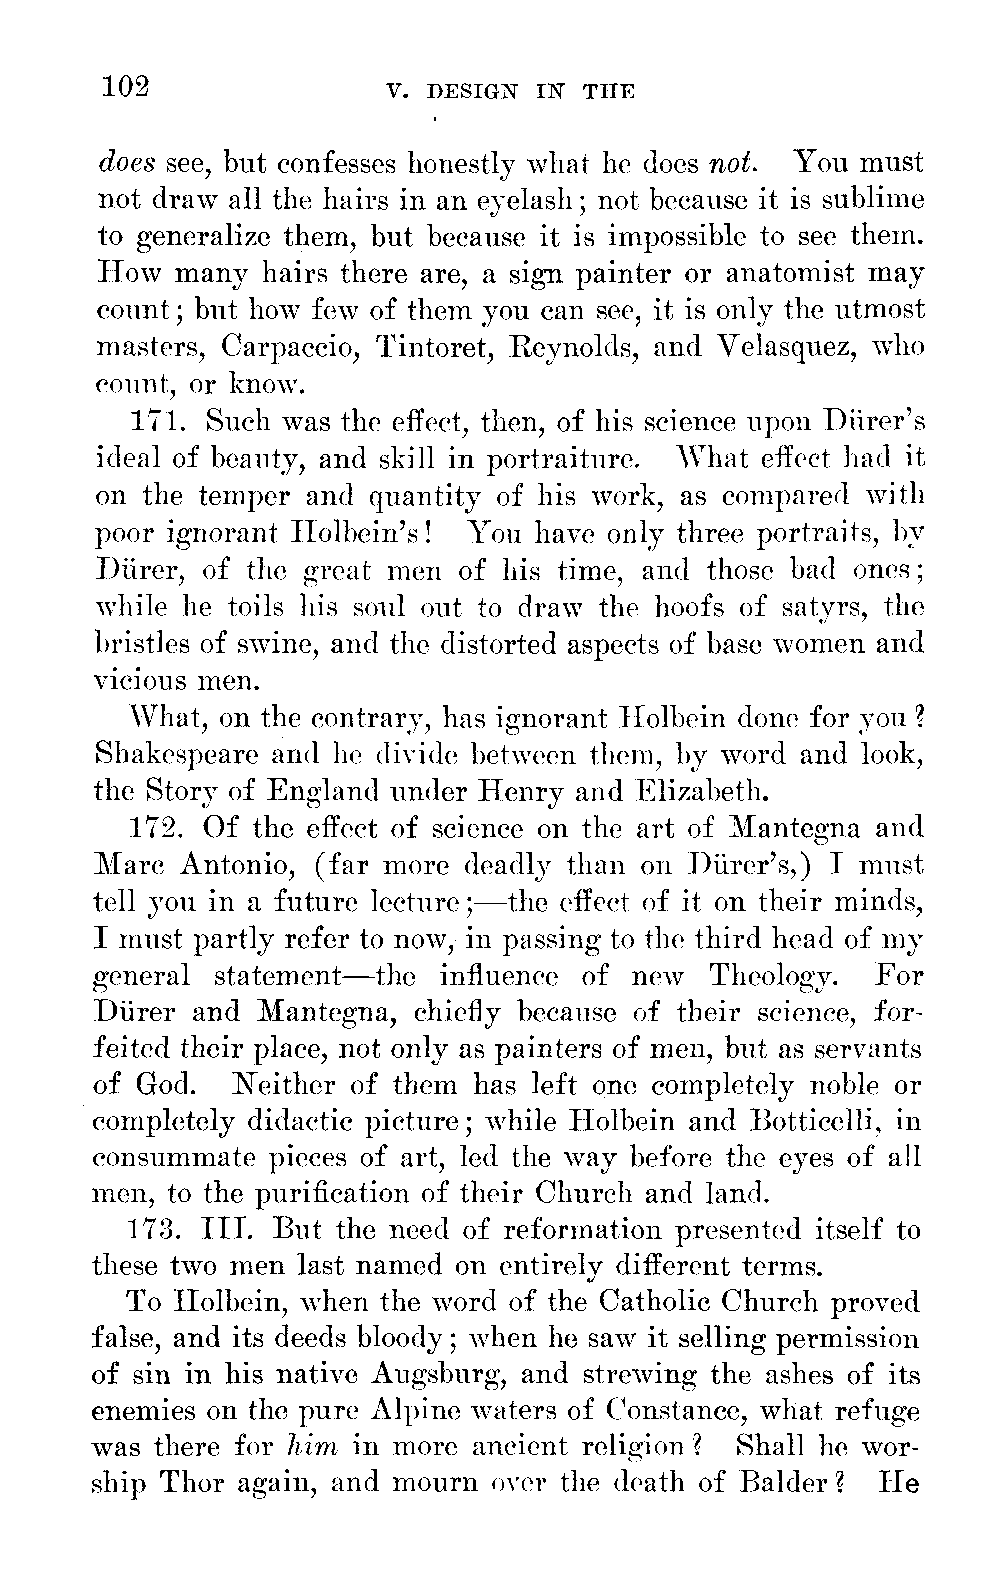 102 V. DESIGN IN THE
does see, but confesses honestly what he does not. You must
not draw all the hairs in an eyelash; not because it is sublime
to generalize them, but because it is impossible to see them.
How many hairs there are, a sign painter or anatomist may
count; but how few of them you can see, it is only the utmost
masters, Carpaccio, Tintoret, Reynolds, and Velasquez, who
count, or know.
171. Such was the effect, then, of his science upon Dürer's
ideal of beauty, and skill in portraiture. What effect had it
on the temper and quantity of his work, as compared with
poor ignorant Holbein's! You have only three portraits, by
Dürer, of the great men of his time, and those bad ones;
while he toils his soul out to draw the hoofs of satyrs, the
bristles of swine, and the distorted aspects of base women and
vicious men.
What, on the contrary, has ignorant Holbein done for you?
Shakespeare and he divide between them, by word and look,
the Story of England under Henry and Elizabeth.
172. Of the effect of science on the art of Mantegna and
Marc Antonio, (far more deadly than on Dürer's,) I must
tell you in a future lecture;—the effect of it on their minds,
I must partly refer to now, in passing to the third head of my
general statement—the influence of new Theology. For
Dürer and Mantegna, chiefly because of their science, for-
feited their place, not only as painters of men, but as servants
of God. Neither of them has left one completely noble or
completely didactic picture; while Holbein and Botticelli, in
consummate pieces of art, led the way before the eyes of all
men, to the purification of their Church and land.
173. III. But the need of reformation presented itself to
these two men last named on entirely different terms.
To Holbein, when the word of the Catholic Church proved
false, and its deeds bloody; when he saw it selling permission
of sin in his native Augsburg, and strewing the ashes of its
enemies on the pure Alpine waters of Constance, what refuge
was there for him in more ancient religion? Shall he wor-
ship Thor again, and mourn over the death of Balder? He